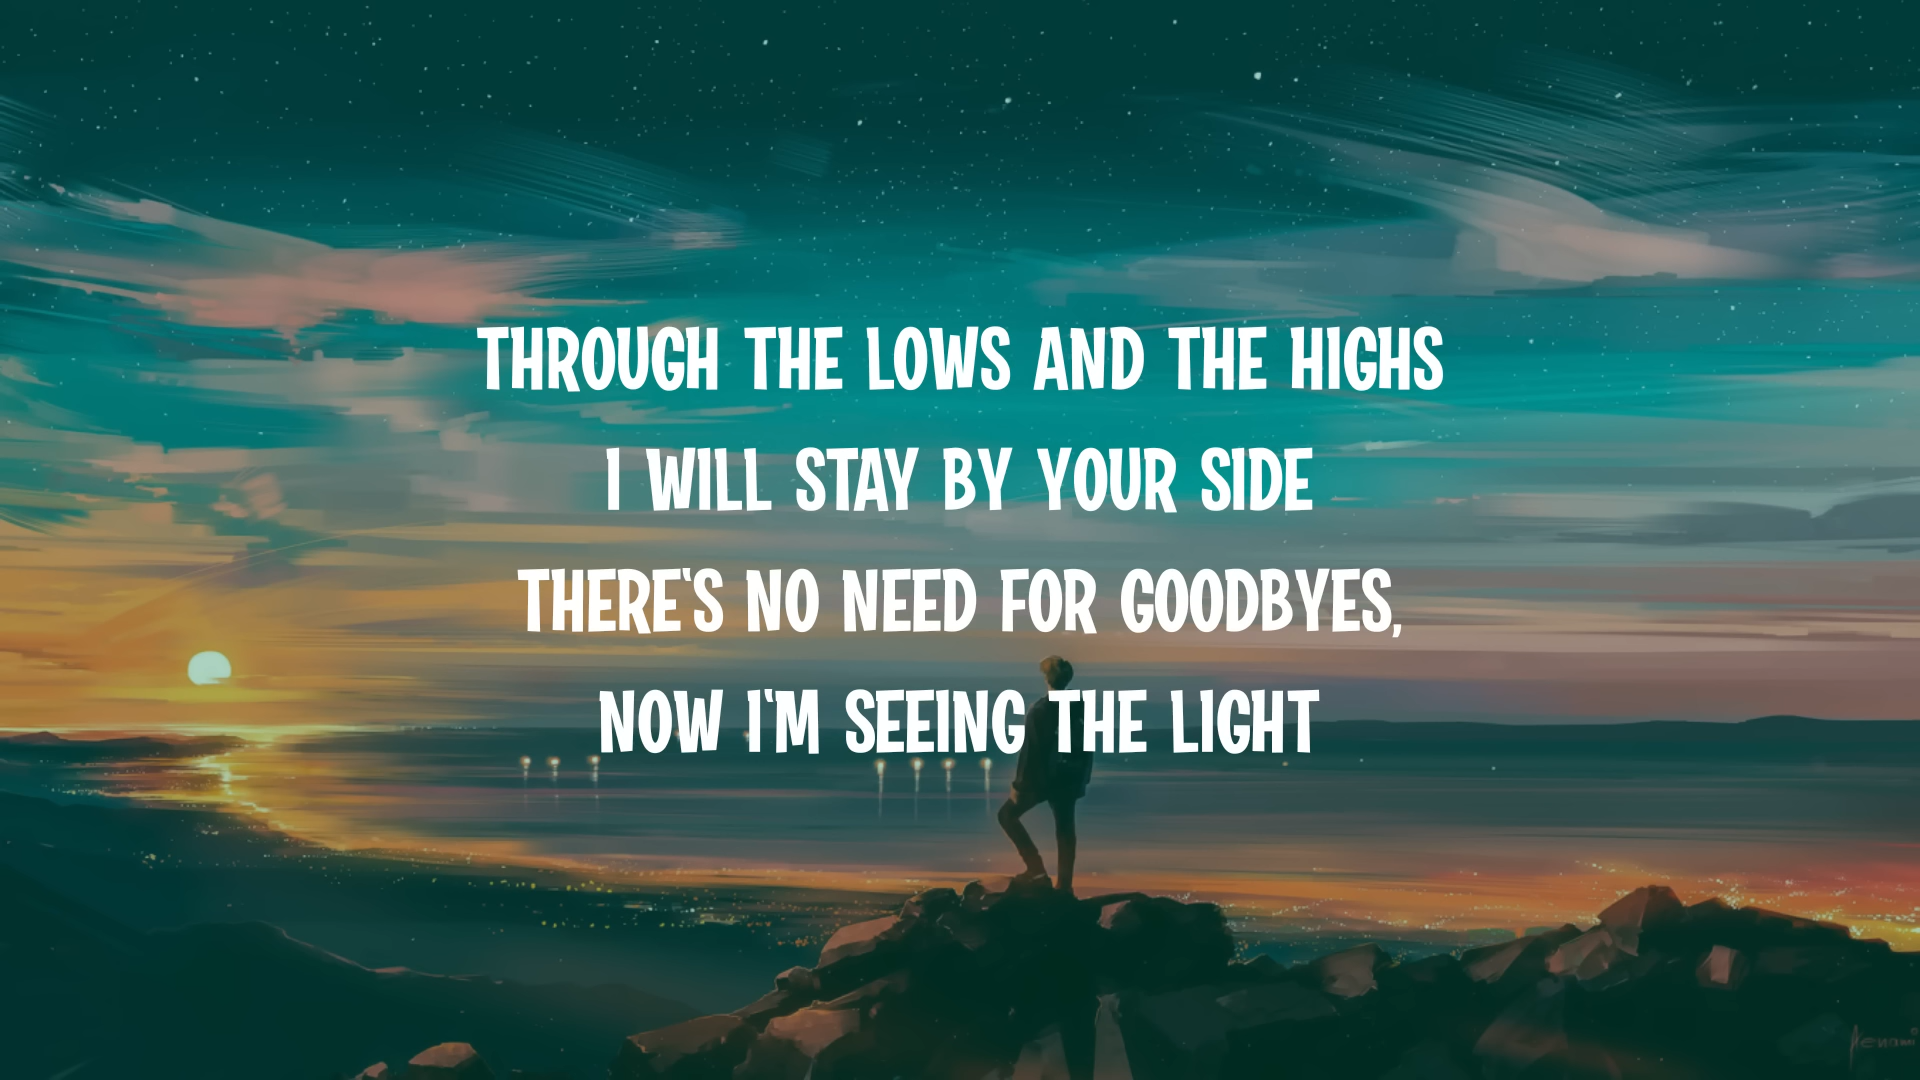 THROUGH THE LOWS AND THE HIGHS
I WILL STAY BY YOUR SIDE
THERE'S NO NEED FOR GOODBYES,
NOW I'M SEEING THE LIGHT